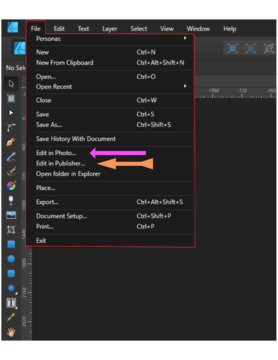 File Edit Text Layer Select View Window Help
Personas
No Sel
New Ctrl+N
New From Clipboard Ctrl+Alt+Shift+N
Open... Ctrl+O
Open Recent
Close Ctrl+W
Save Ctrl+S
Save As... Ctrl+Shift+S
Save History With Document
Edit in Photo...
Edit in Publisher...
Open folder in Explorer
Place...
Export... Ctrl+Alt+Shift+S
Document Setup... Ctrl+Shift+P
Print... Ctrl+P
Exit